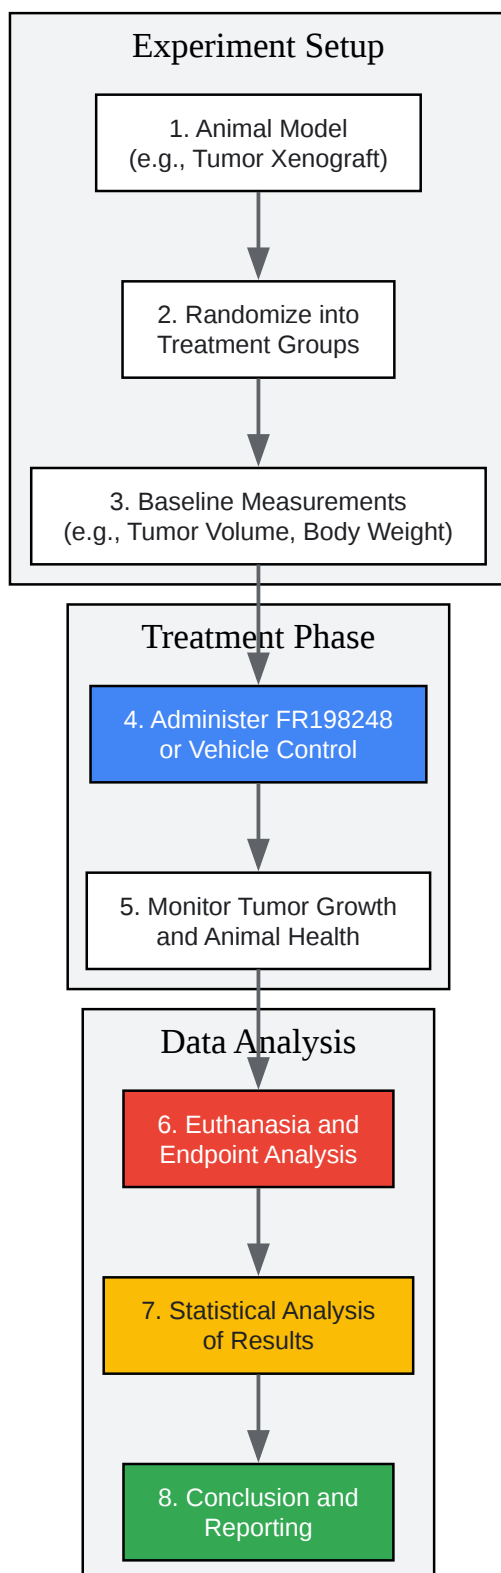 Experiment Setup
1. Animal Model
(e.g., Tumor Xenograft)
2. Randomize into
Treatment Groups
3. Baseline Measurements
(e.g., Tumor Volume, Body Weight)
Treatment Phase
4. Administer FR198248
or Vehicle Control
5. Monitor Tumor Growth
and Animal Health
Data Analysis
6. Euthanasia and
Endpoint Analysis
7. Statistical Analysis
of Results
8. Conclusion and
Reporting